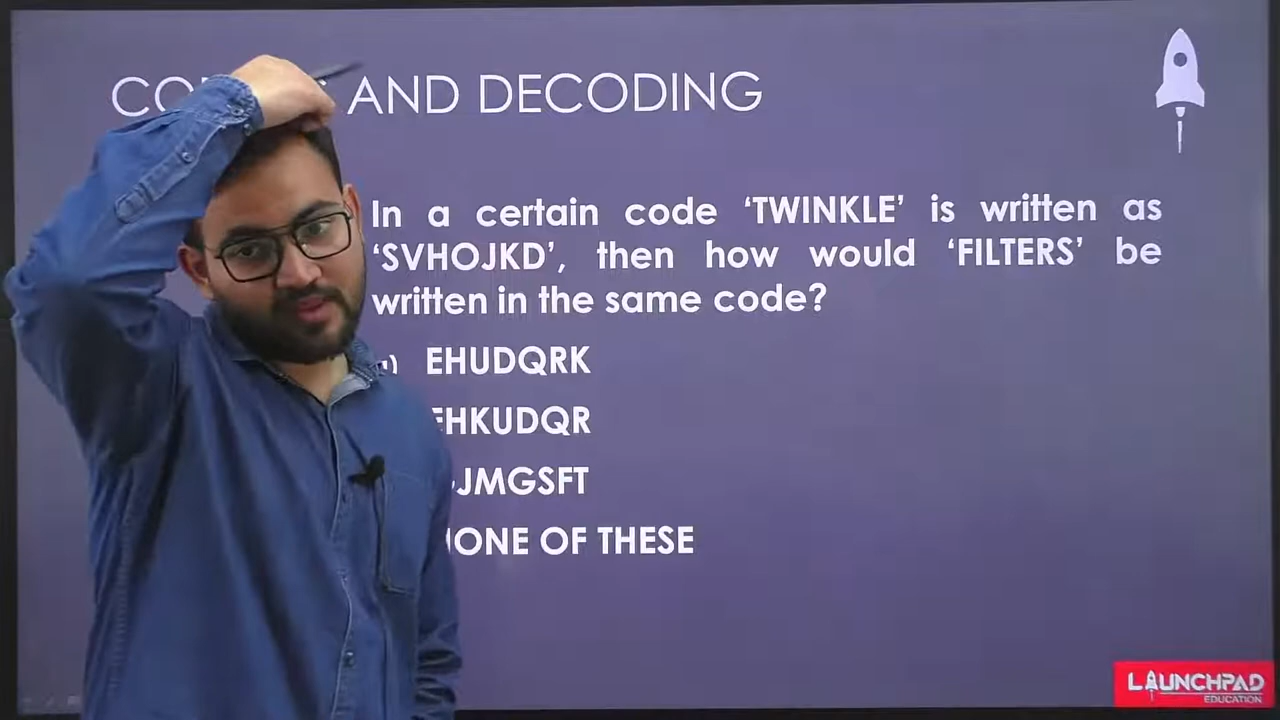 AND DECODING
In a certain code ‘TWINKLE’ is written as
‘SVHOJKD’, then how would ‘FILTERS’ be
written in the same code?
EHUDQRK
EHKUDQR
JMGSFT
OF THESE
LAUNCHPAD
EDUCATION